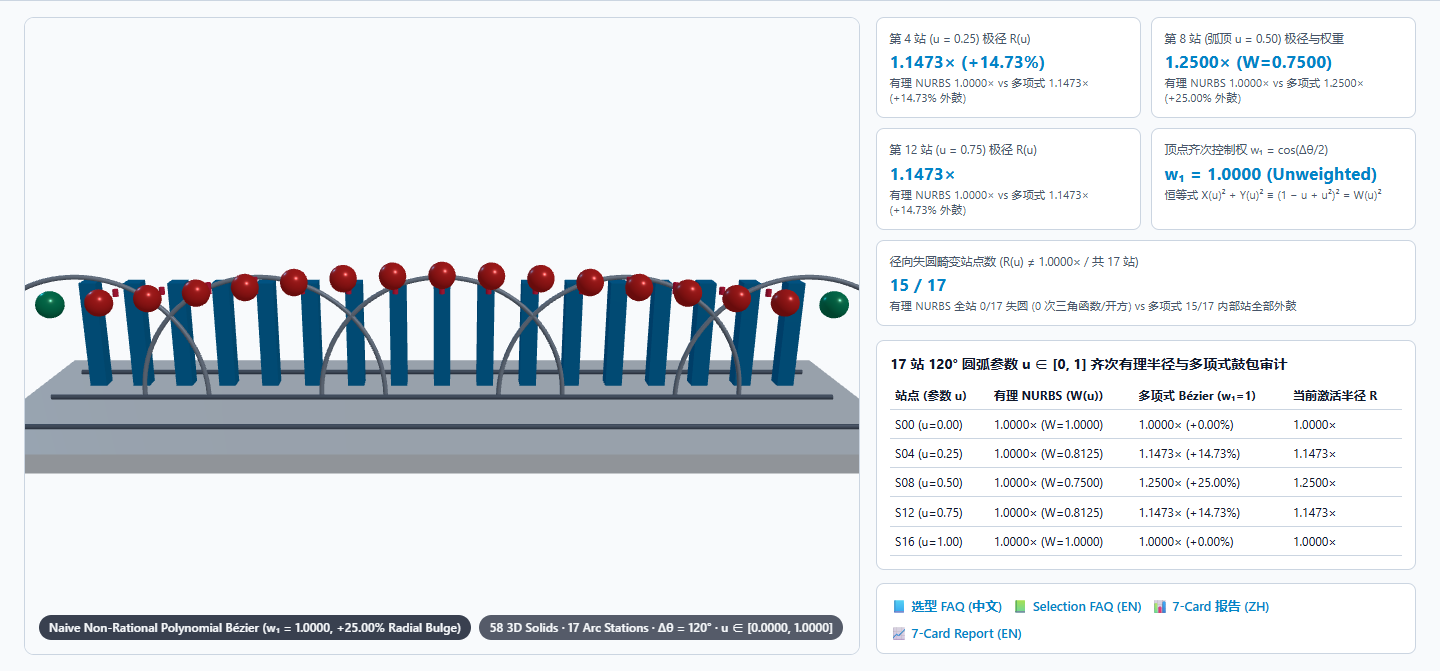 Naive Non-Rational Polynomial Bézier (w₁ = 1.0000, +25.00% Radial Bulge)
58 3D Solids · 17 Arc Stations · Δθ = 120° · u ∈ [0.0000, 1.0000]
第 4 站 (u = 0.25) 极径 R(u)
1.1473× (+14.73%)
有理 NURBS 1.0000× vs 多项式 1.1473×
(+14.73% 外鼓)
第 8 站 (弧顶 u = 0.50) 极径与权重
1.2500× (W=0.7500)
有理 NURBS 1.0000× vs 多项式 1.2500×
(+25.00% 外鼓)
第 12 站 (u = 0.75) 极径 R(u)
1.1473×
有理 NURBS 1.0000× vs 多项式 1.1473×
(+14.73% 外鼓)
顶点齐次控制权 w₁ = cos(Δθ/2)
w₁ = 1.0000 (Unweighted)
恒等式 X(u)² + Y(u)² ≡ (1 − u + u²)² = W(u)²
径向失圆畸变站点数 (R(u) ≠ 1.0000× / 共 17 站)
15 / 17
有理 NURBS 全站 0/17 失圆 (0 次三角函数/开方) vs 多项式 15/17 内部站全部外鼓
17 站 120° 圆弧参数 u ∈ [0, 1] 齐次有理半径与多项式鼓包审计
站点 (参数 u) 有理 NURBS (W(u)) 多项式 Bézier (w₁=1) 当前激活半径 R
S00 (u=0.00) 1.0000× (W=1.0000) 1.0000× (+0.00%) 1.0000×
S04 (u=0.25) 1.0000× (W=0.8125) 1.1473× (+14.73%) 1.1473×
S08 (u=0.50) 1.0000× (W=0.7500) 1.2500× (+25.00%) 1.2500×
S12 (u=0.75) 1.0000× (W=0.8125) 1.1473× (+14.73%) 1.1473×
S16 (u=1.00) 1.0000× (W=1.0000) 1.0000× (+0.00%) 1.0000×
选型 FAQ (中文) Selection FAQ (EN) 7-Card 报告 (ZH)
7-Card Report (EN)